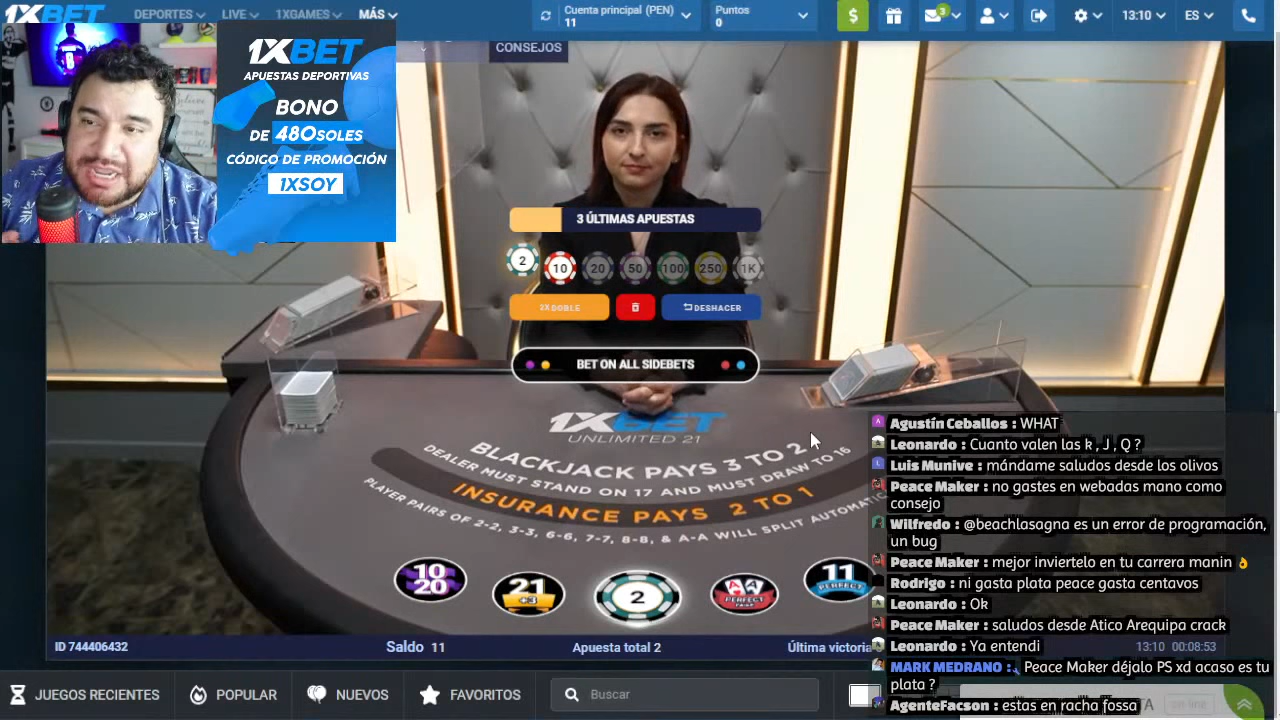 1XBET
DEPORTES
LIVE
1XGAMES
MÁS
Cuenta principal (PEN)
11
Puntos
0
$
3
13:10
ES
CONSEJOS
1XBET
APUESTAS DEPORTIVAS
BONO
DE 480SOLES
CÓDIGO DE PROMOCIÓN
1XSOY
3 ÚLTIMAS APUESTAS
2 10 20 50 100 250 1K
2X DOBLE
DESHACER
BET ON ALL SIDEBETS
1XBET
UNLIMITED 21
BLACKJACK PAYS 3 TO 2
DEALER MUST STAND ON 17 AND MUST DRAW TO 16
INSURANCE PAYS 2 TO 1
PLAYER PAIRS OF 2-2, 3-3, 6-6, 7-7, 8-8, & A-A WILL SPLIT
10
20
21
+3
2
A A
PERFECT
PAIR
11
PERFECT
Agustín Ceballos : WHAT
Leonardo : Cuanto valen las k , J , Q ?
Luis Munive : mándame saludos desde los olivos
Peace Maker : no gastes en webadas mano como
consejo
Wilfredo : @beachlasagna es un error de programación,
un bug
Peace Maker : mejor inviertelo en tu carrera manin 👌
Rodrigo : ni gasta plata peace gasta centavos
Leonardo : Ok
Peace Maker : saludos desde Atico Arequipa crack
Leonardo : Ya entendi
MARK MEDRANO : Peace Maker déjalo PS xd acaso es tu
plata ?
AgenteFacson : estas en racha fossa
ID 744406432
Saldo 11
Apuesta total 2
Última victoria
13:10 00:08:53
JUEGOS RECIENTES
POPULAR
NUEVOS
FAVORITOS
Buscar
on-line